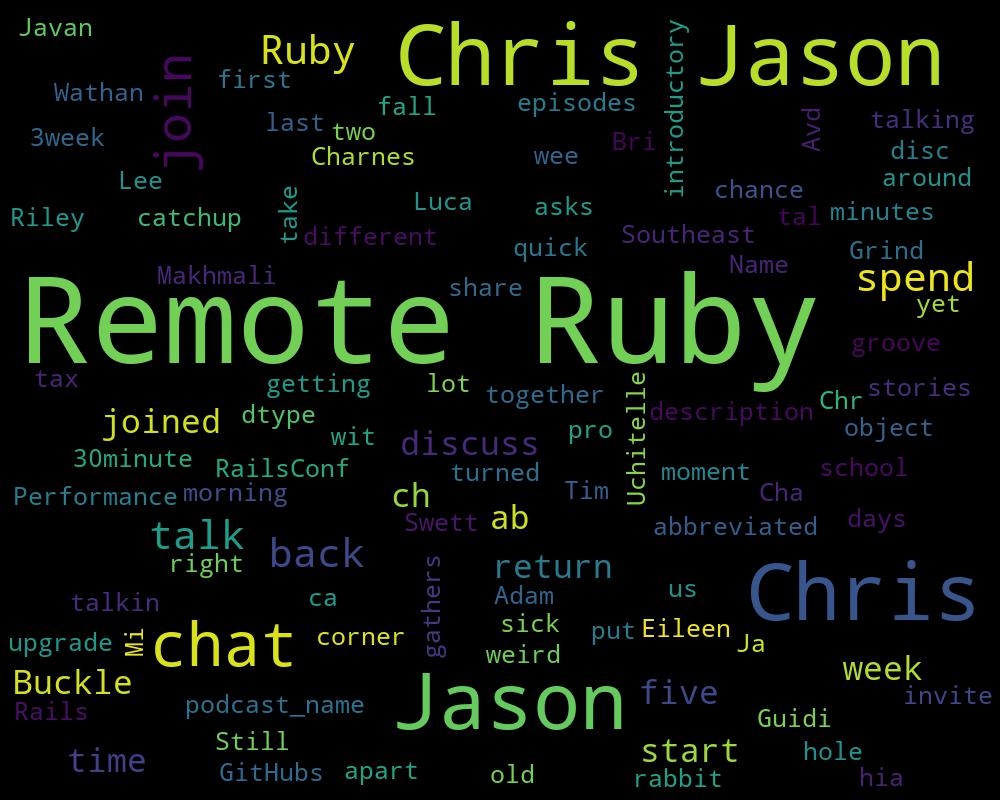 Javan
Ruby
Chris Jason
join
first
introductory
Wathan
fall
episodes
3week
last
two
Bri
Avd
talking
Charnes
wee
disc
Lee
chance
around
Riley
catchup
take
Luca
asks
tal
minutes
different
quick
Southeast
Grind
Makhmali
share
Name
spend
yet
Remote Ruby
groove
tax
getting
lot
together
Uchitelle
Chr
stories
joined
dtype
description
object
wit
discuss
pro
30minute
RailsConf
turned
moment
school
Performance
morning
ch
Tim
Cha
Swett
ab
abbreviated
days
talk
back
right
gathers
return
us
Chris
talkin
ca
Adam
upgrade
Mi
chat
corner
sick
put
Eileen
Ja
weird
week
Buckle
Jason
five
invite
Rails
podcast_name
Guidi
Still
start
hole
time
GitHubs
apart
old
rabbit
hia